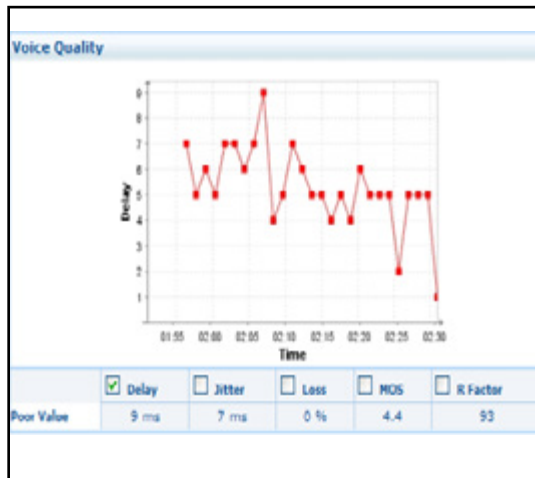 Voice Quality
9
8
7
6
5
4
3
2
1
Delay
01:55 02:00 02:05 02:10 02:15 02:20 02:25 02:30
Time
Delay Jitter Loss MOS R Factor
Poor Value 9 ms 7 ms 0 % 4.4 93